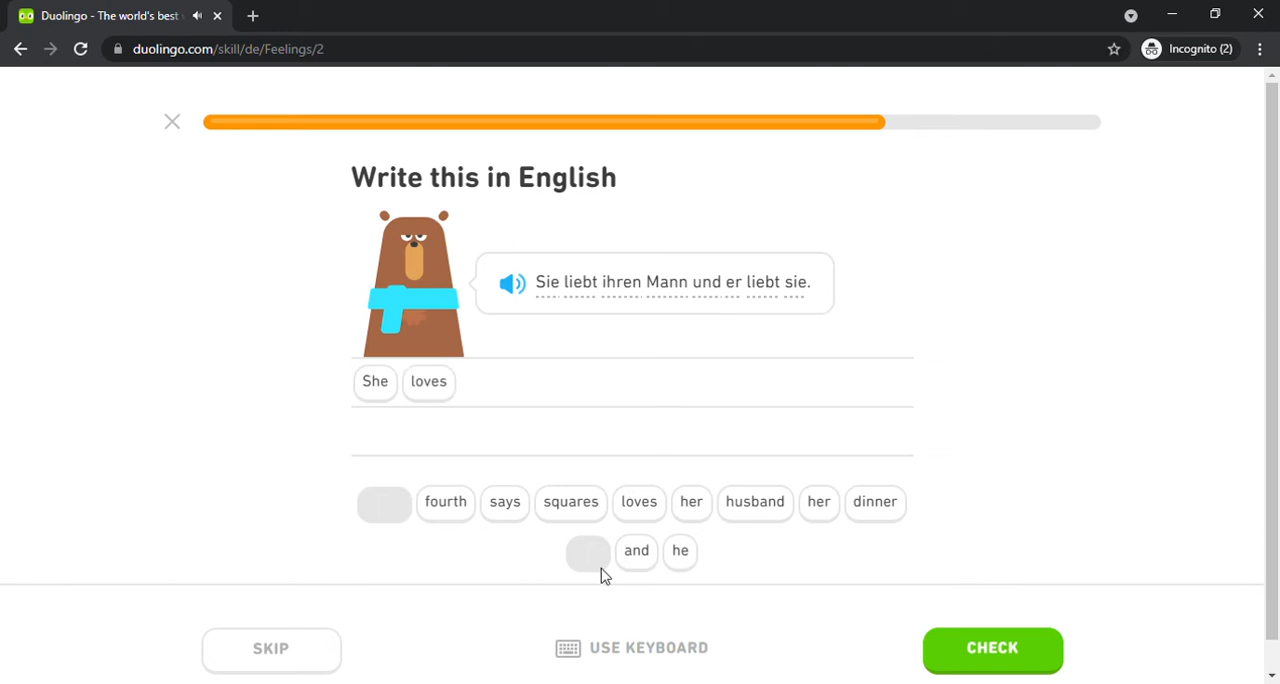 Duolingo - The world's best
duolingo.com/skill/de/Feelings/2
Incognito (2)
Write this in English
Sie liebt ihren Mann und er liebt sie.
She loves
fourth says squares loves her husband her dinner
and he
SKIP
USE KEYBOARD
CHECK